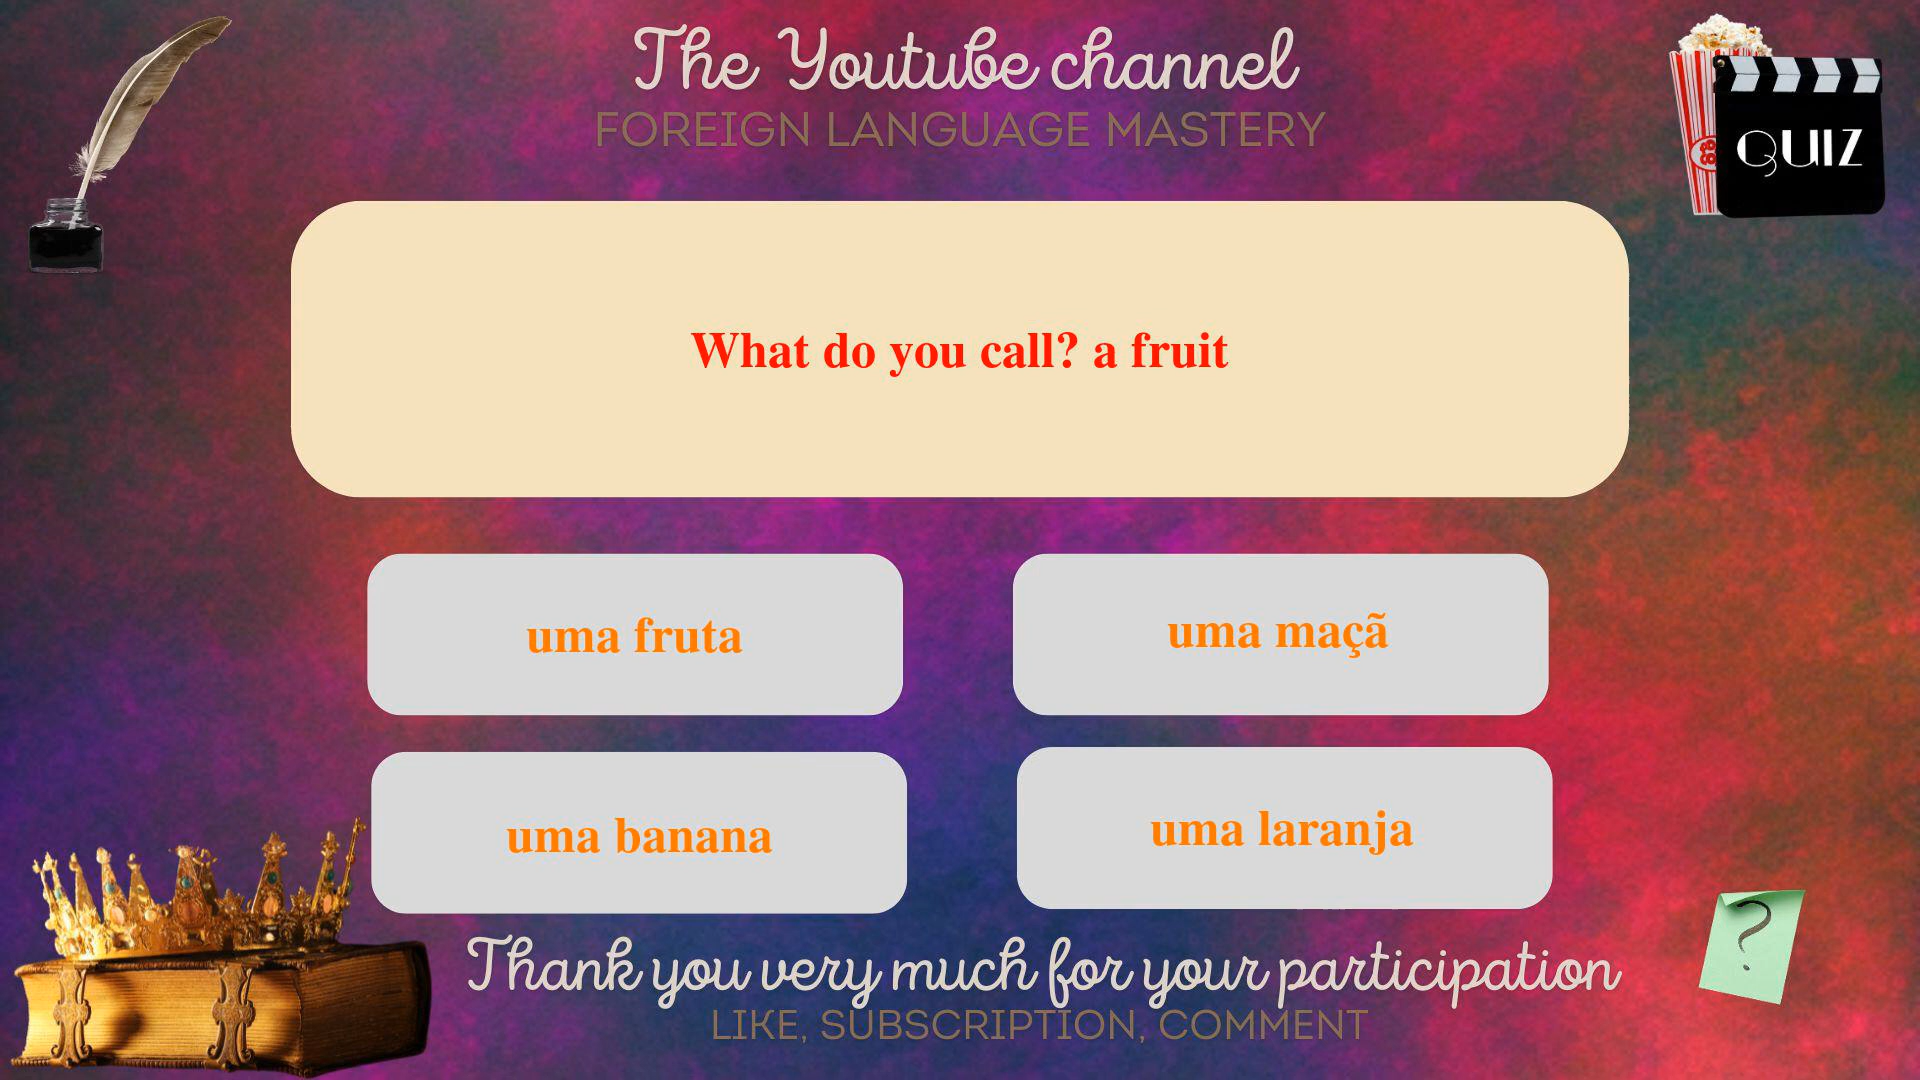 The Youtube channel
FOREIGN LANGUAGE MASTERY
QUIZ
What do you call? a fruit
uma fruta
uma maçã
uma banana
uma laranja
?
Thank you very much for your participation
LIKE, SUBSCRIPTION, COMMENT